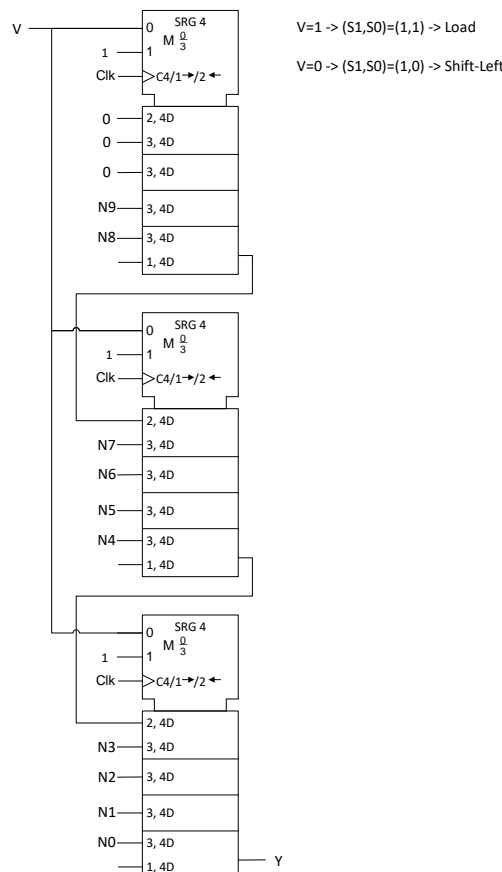 V
0
SRG 4
M 0/3
1
1
Clk
C4/1→/2←
0
2, 4D
0
3, 4D
0
3, 4D
N9
3, 4D
N8
3, 4D
1, 4D
V=1 -> (S1,S0)=(1,1) -> Load
V=0 -> (S1,S0)=(1,0) -> Shift-Left
0
SRG 4
M 0/3
1
1
Clk
C4/1→/2←
2, 4D
N7
3, 4D
N6
3, 4D
N5
3, 4D
N4
3, 4D
1, 4D
0
SRG 4
M 0/3
1
1
Clk
C4/1→/2←
2, 4D
N3
3, 4D
N2
3, 4D
N1
3, 4D
N0
3, 4D
1, 4D
Y